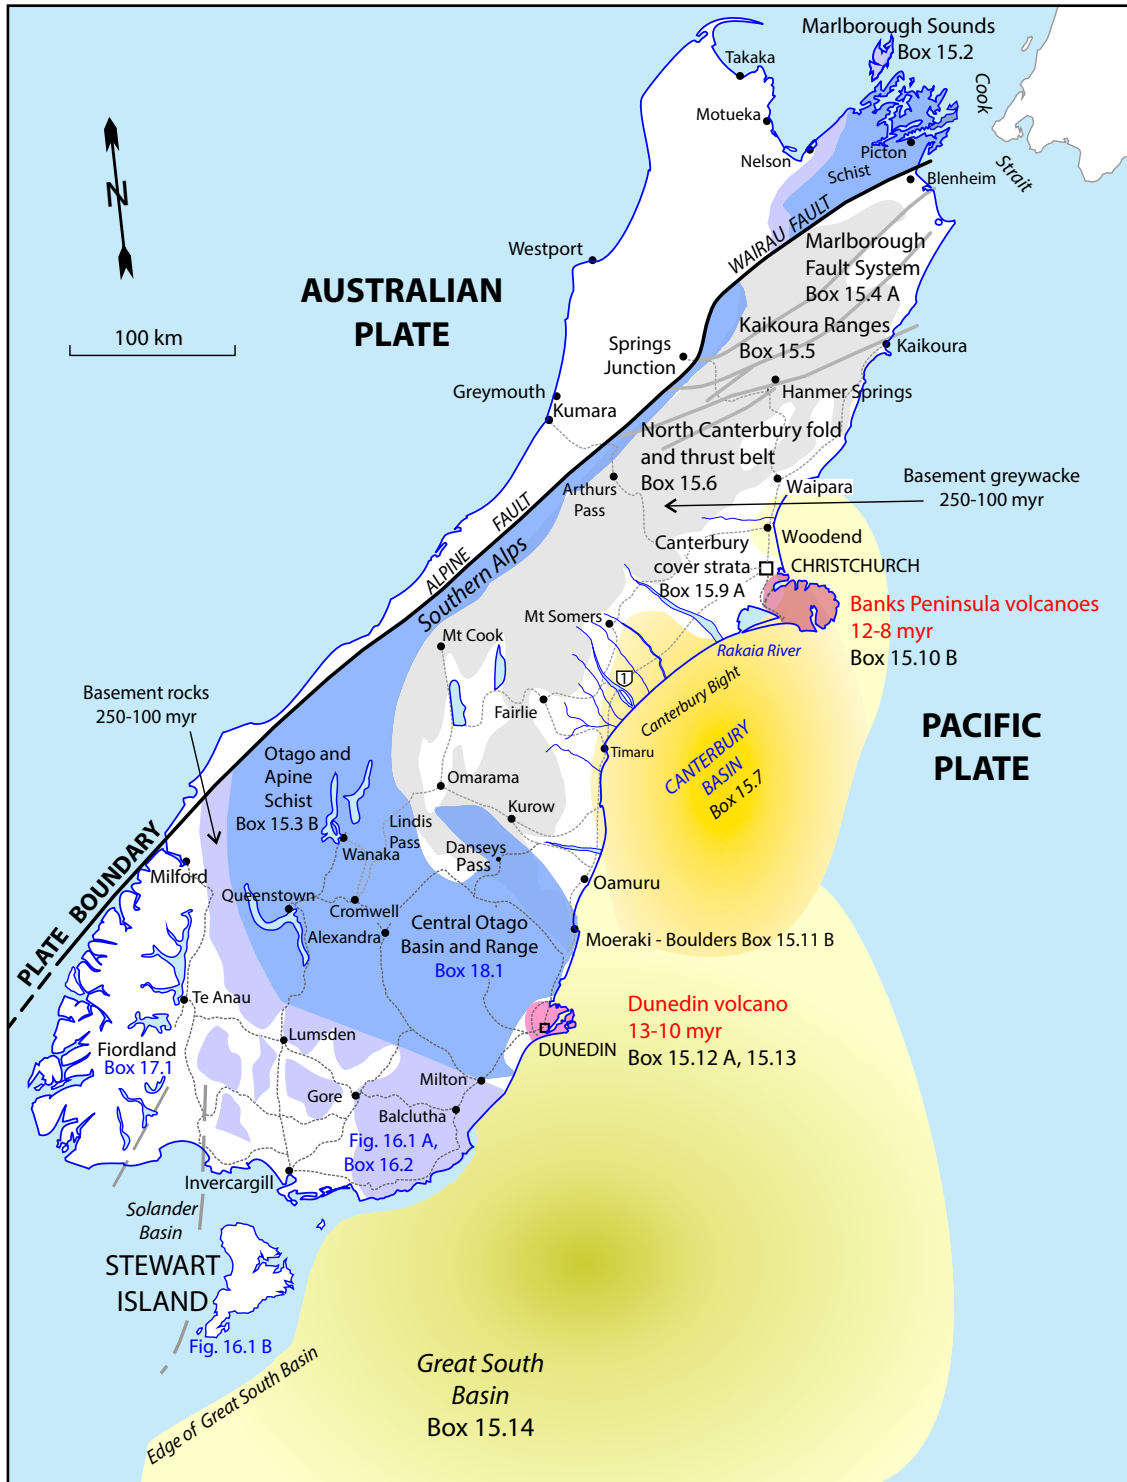 Marlborough Sounds
Box 15.2
Takaka
Cook
Strait
Motueka
Nelson
Picton
Schist
Blenheim
N
WAIRAU FAULT
Westport
Marlborough
Fault System
Box 15.4 A
AUSTRALIAN
PLATE
100 km
Kaikoura Ranges
Box 15.5
Springs
Junction
Kaikoura
Greymouth
Hanmer Springs
Kumara
North Canterbury fold
and thrust belt
Box 15.6
Arthurs
Pass
Waipara
Basement greywacke
250-100 myr
ALPINE FAULT
Southern Alps
Woodend
Canterbury
cover strata
Box 15.9 A
CHRISTCHURCH
Banks Peninsula volcanoes
12-8 myr
Box 15.10 B
Mt Somers
Mt Cook
Rakaia River
1
Canterbury Bight
Basement rocks
250-100 myr
Fairlie
PACIFIC
PLATE
Timaru
CANTERBURY
BASIN
Box 15.7
Otago and
Apine
Schist
Box 15.3 B
Omarama
Kurow
Lindis
Pass
Wanaka
Danseys
Pass
PLATE BOUNDARY
Milford
Oamuru
Queenstown
Cromwell
Alexandra
Central Otago
Basin and Range
Box 18.1
Moeraki - Boulders Box 15.11 B
Te Anau
Dunedin volcano
13-10 myr
Box 15.12 A, 15.13
Lumsden
DUNEDIN
Fiordland
Box 17.1
Milton
Gore
Balclutha
Fig. 16.1 A,
Box 16.2
Invercargill
Solander
Basin
STEWART
ISLAND
Fig. 16.1 B
Edge of Great South Basin
Great South
Basin
Box 15.14